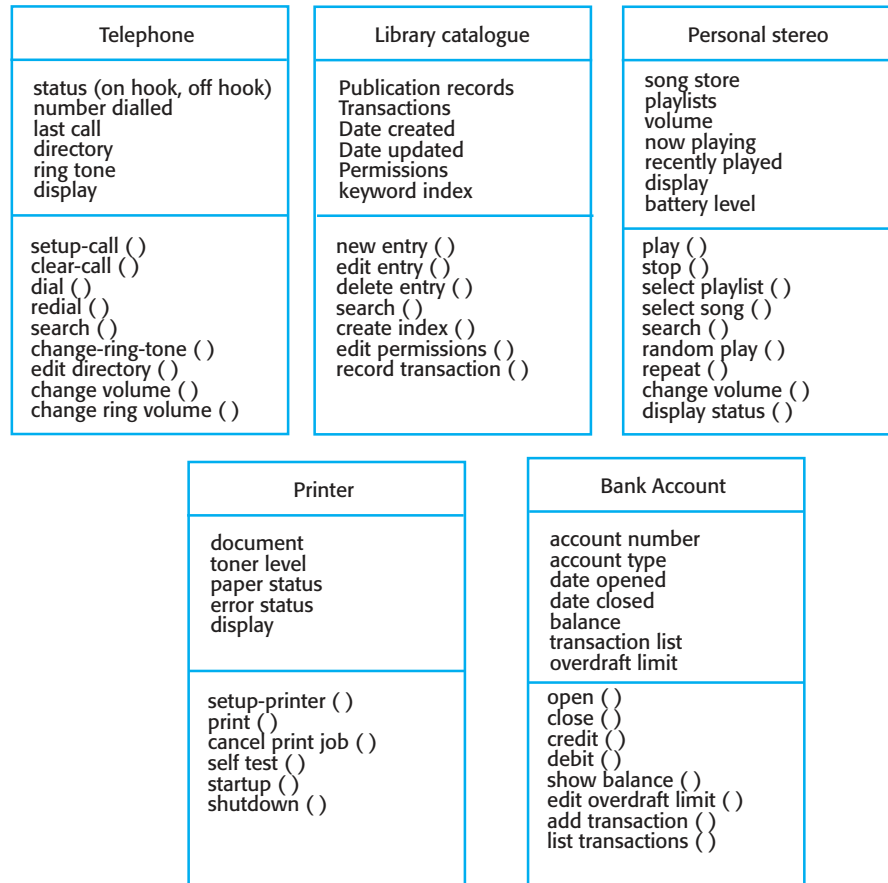 Telephone
status (on hook, off hook)
number dialled
last call
directory
ring tone
display
setup-call ( )
clear-call ( )
dial ( )
redial ( )
search ( )
change-ring-tone ( )
edit directory ( )
change volume ( )
change ring volume ( )
Library catalogue
Publication records
Transactions
Date created
Date updated
Permissions
keyword index
new entry ( )
edit entry ( )
delete entry ( )
search ( )
create index ( )
edit permissions ( )
record transaction ( )
Personal stereo
song store
playlists
volume
now playing
recently played
display
battery level
play ( )
stop ( )
select playlist ( )
select song ( )
search ( )
random play ( )
repeat ( )
change volume ( )
display status ( )
Printer
document
toner level
paper status
error status
display
setup-printer ( )
print ( )
cancel print job ( )
self test ( )
startup ( )
shutdown ( )
Bank Account
account number
account type
date opened
date closed
balance
transaction list
overdraft limit
open ( )
close ( )
credit ( )
debit ( )
show balance ( )
edit overdraft limit ( )
add transaction ( )
list transactions ( )